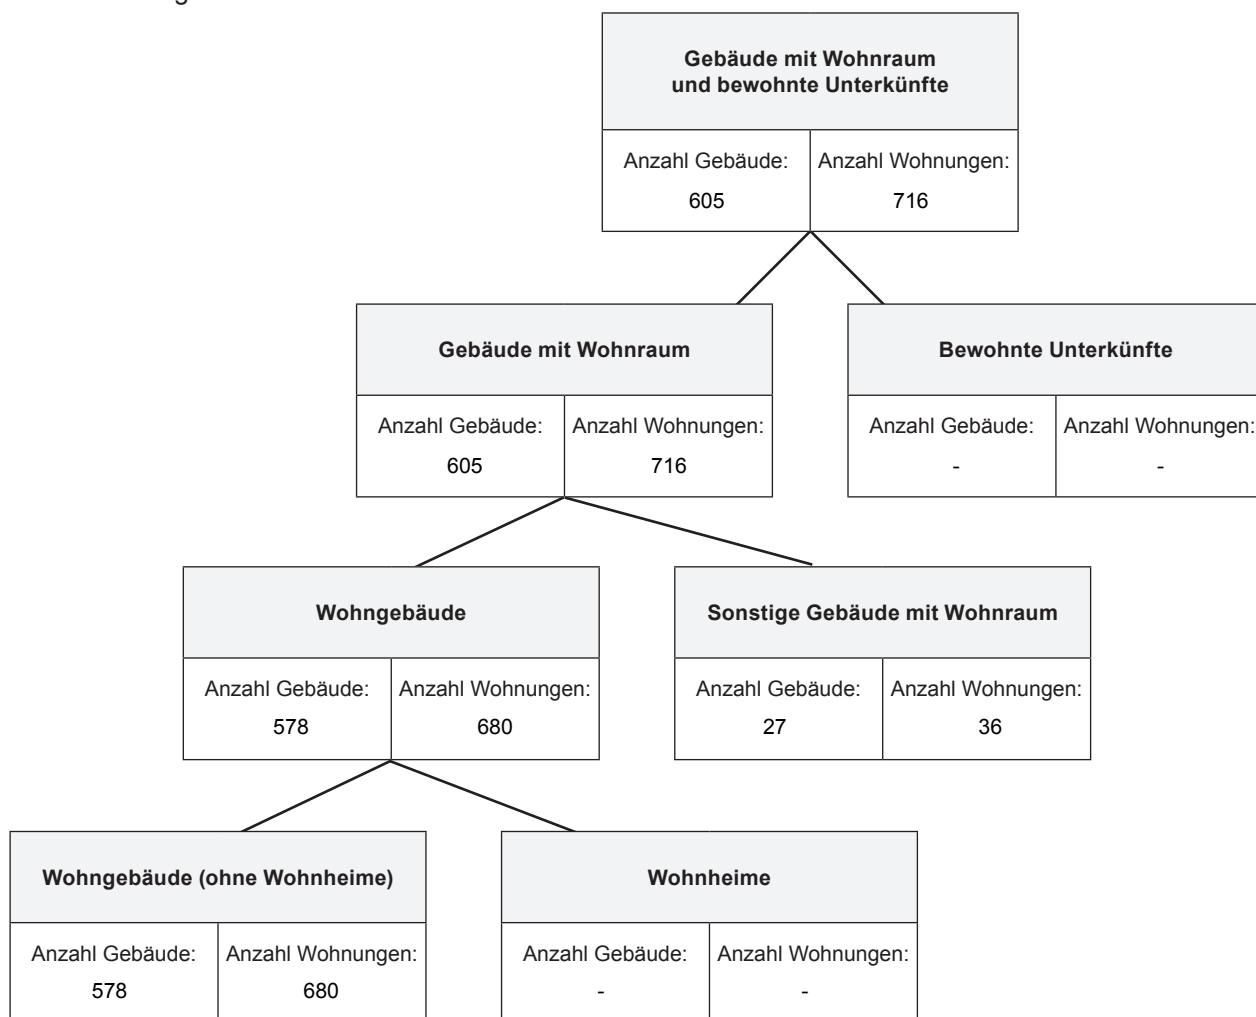 Gebäude mit Wohnraum
und bewohnte Unterkünfte
Anzahl Gebäude: Anzahl Wohnungen:
605 716
Gebäude mit Wohnraum
Bewohnte Unterkünfte
Anzahl Gebäude: Anzahl Wohnungen:
605 716
Anzahl Gebäude: Anzahl Wohnungen:
- -
Wohngebäude
Sonstige Gebäude mit Wohnraum
Anzahl Gebäude: Anzahl Wohnungen:
578 680
Anzahl Gebäude: Anzahl Wohnungen:
27 36
Wohngebäude (ohne Wohnheime)
Wohnheime
Anzahl Gebäude: Anzahl Wohnungen:
578 680
Anzahl Gebäude: Anzahl Wohnungen:
- -